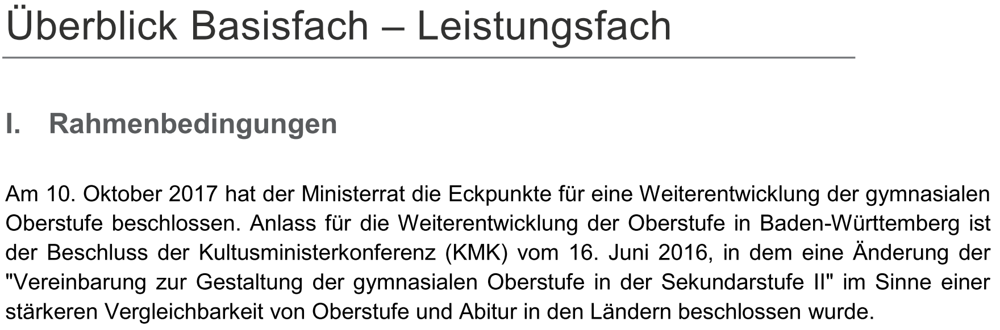 Überblick Basisfach – Leistungsfach
I. Rahmenbedingungen
Am 10. Oktober 2017 hat der Ministerrat die Eckpunkte für eine Weiterentwicklung der gymnasialen
Oberstufe beschlossen. Anlass für die Weiterentwicklung der Oberstufe in Baden-Württemberg ist
der Beschluss der Kultusministerkonferenz (KMK) vom 16. Juni 2016, in dem eine Änderung der
"Vereinbarung zur Gestaltung der gymnasialen Oberstufe in der Sekundarstufe II" im Sinne einer
stärkeren Vergleichbarkeit von Oberstufe und Abitur in den Ländern beschlossen wurde.